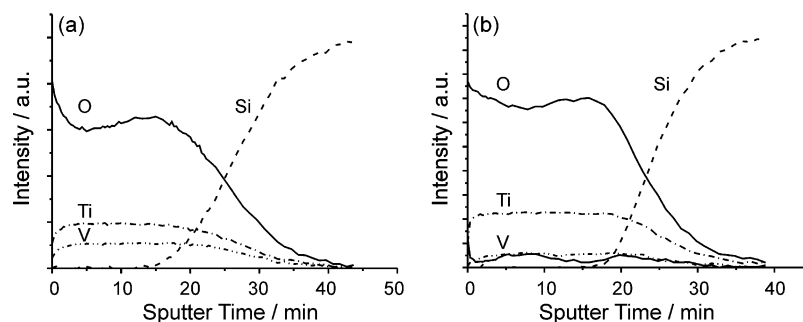 (a)
O
Si
Ti
V
Intensity / a.u.
0 10 20 30 40 50
Sputter Time / min
(b)
O
Si
Ti
V
Intensity / a.u.
0 10 20 30 40
Sputter Time / min